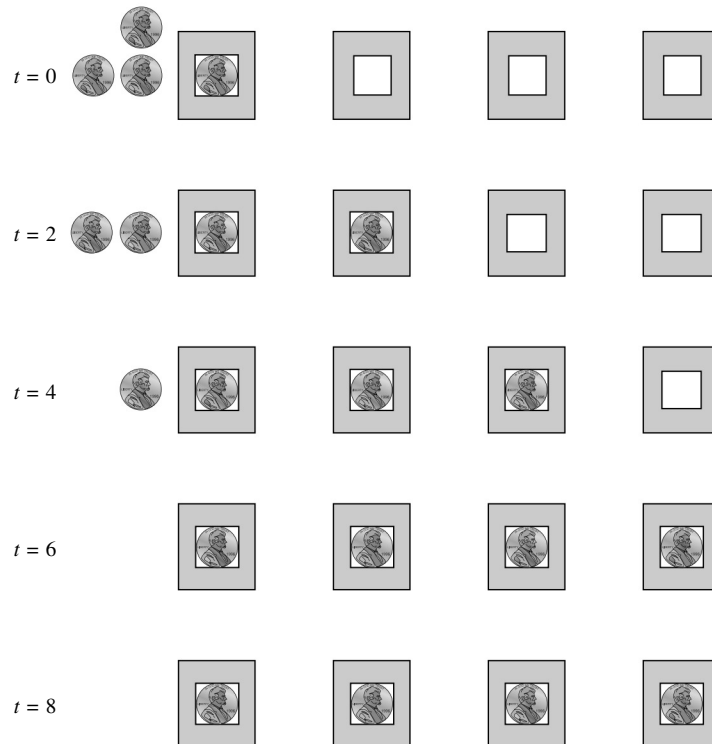 t = 0
t = 2
t = 4
t = 6
t = 8